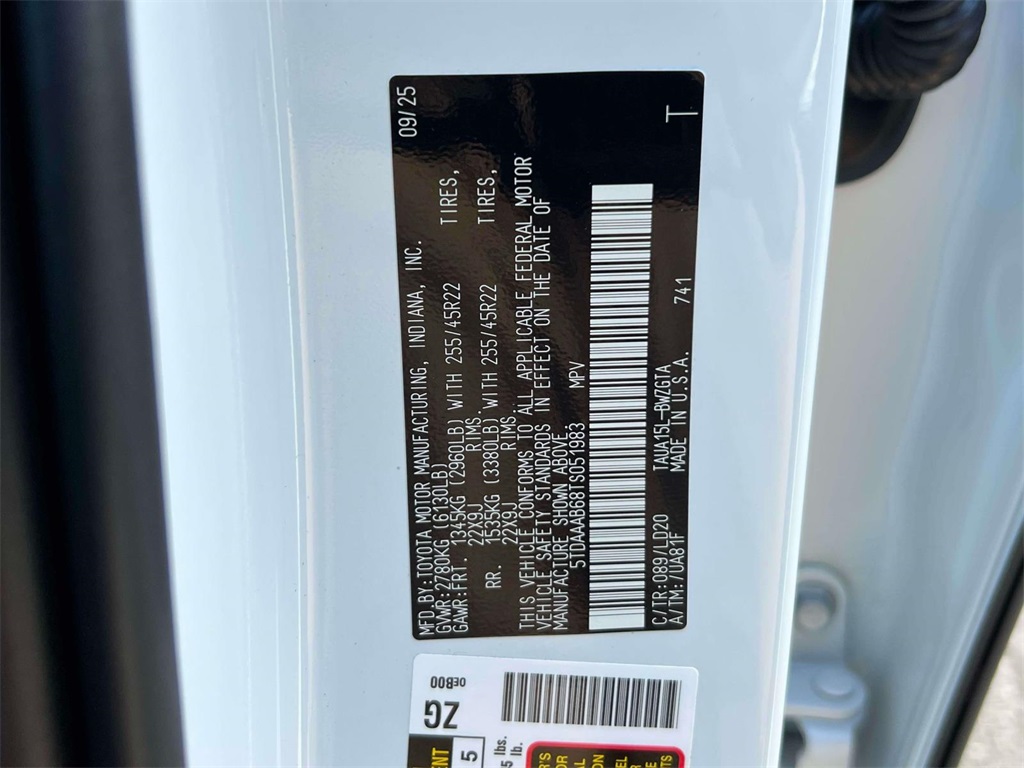 MFD.BY:TOYOTA MOTOR MANUFACTURING, INDIANA, INC. 09/25
GVWR:2780KG (6130LB)
GAWR:FRT. 1345KG (2960LB) WITH 255/45R22 TIRES,
22X9J RIMS.
RR. 1535KG (3380LB) WITH 255/45R22 TIRES,
22X9J RIMS.
THIS VEHICLE CONFORMS TO ALL APPLICABLE FEDERAL MOTOR
VEHICLE SAFETY STANDARDS IN EFFECT ON THE DATE OF
MANUFACTURE SHOWN ABOVE.
5TDAAAB68TS051983 MPV
C/TR:089/LD20 TAUA15L-BWZGTA 741 T
A/TM:/UA81F MADE IN U.S.A.
0EB00
ZG
5
lbs.
lb.